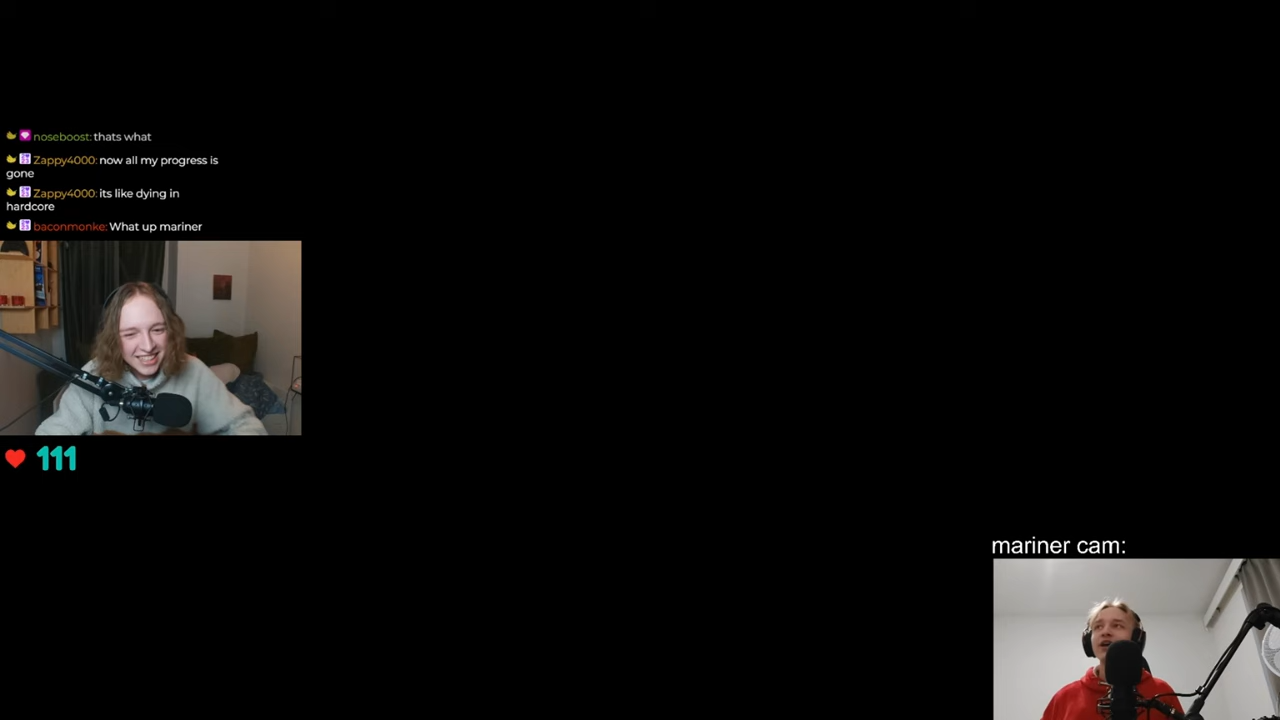 noseboost: thats what
Zappy4000: now all my progress is
gone
Zappy4000: its like dying in
hardcore
baconmonke: What up mariner
111
mariner cam: